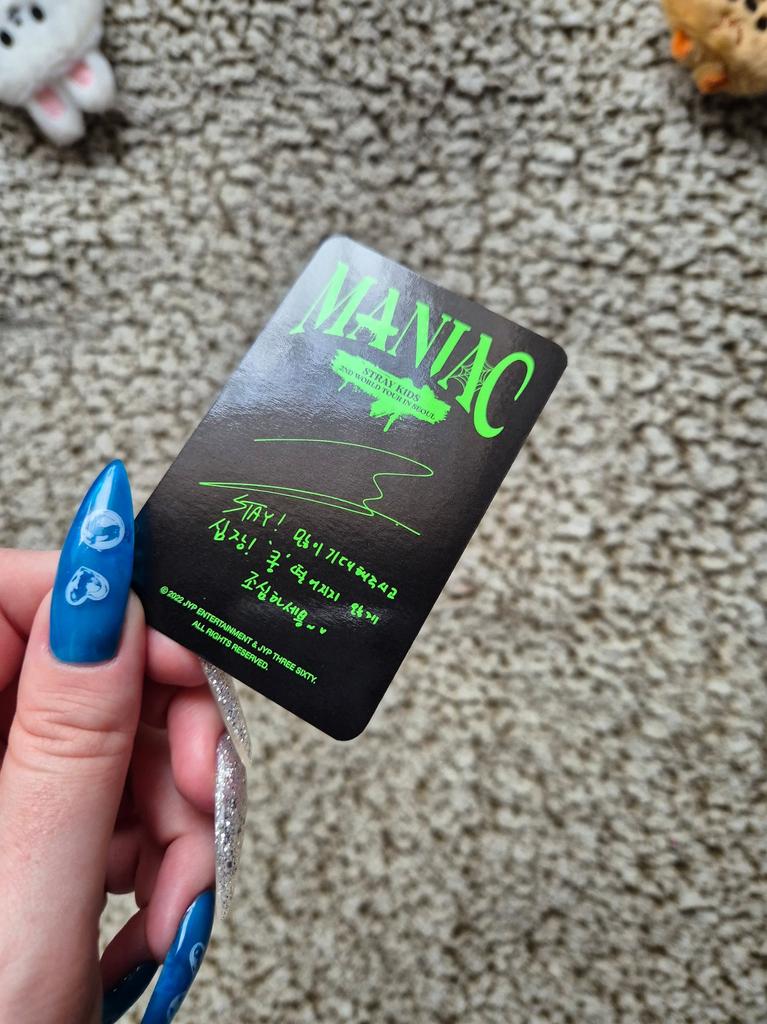 MANIAC
STRAY KIDS
2ND WORLD TOUR IN SEOUL
STAY! 많이 기대해주시고
심장! '쿵' 떨어지지 않게
조심하세용~♥
© 2022 JYP ENTERTAINMENT & JYP THREE SIXTY.
ALL RIGHTS RESERVED.